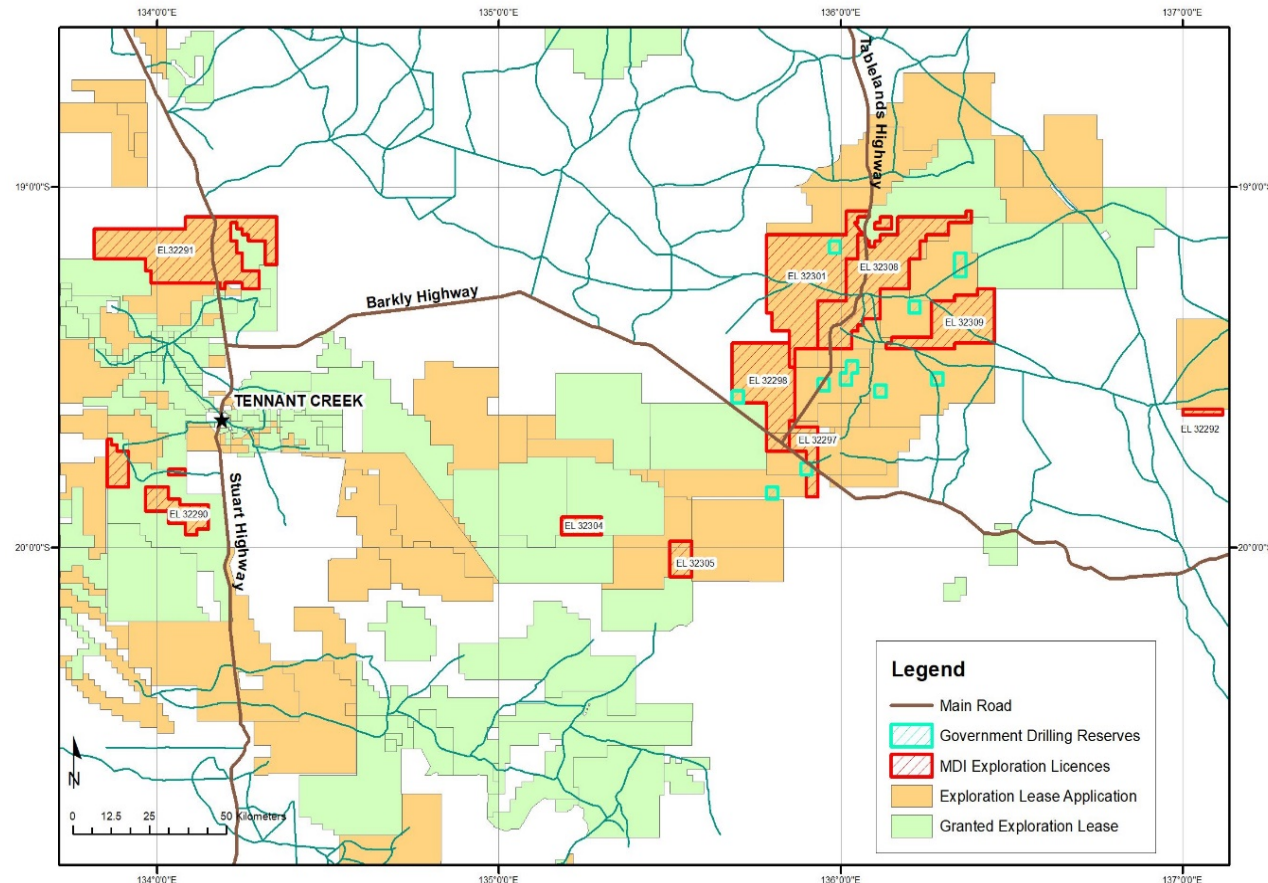 134°0'0"E
135°0'0"E
136°0'0"E
137°0'0"E
Tablelands Highway
19°0'0"S
19°0'0"S
EL32291
EL 32301
EL 32308
Barkly Highway
EL 32309
EL 32298
TENNANT CREEK
EL 32297
EL 32292
Stuart Highway
EL 32290
EL 32304
20°0'0"S
20°0'0"S
EL 32305
Legend
Main Road
Government Drilling Reserves
MDI Exploration Licences
Exploration Lease Application
Granted Exploration Lease
N
0 12.5 25 50 Kilometers
134°0'0"E
135°0'0"E
136°0'0"E
137°0'0"E